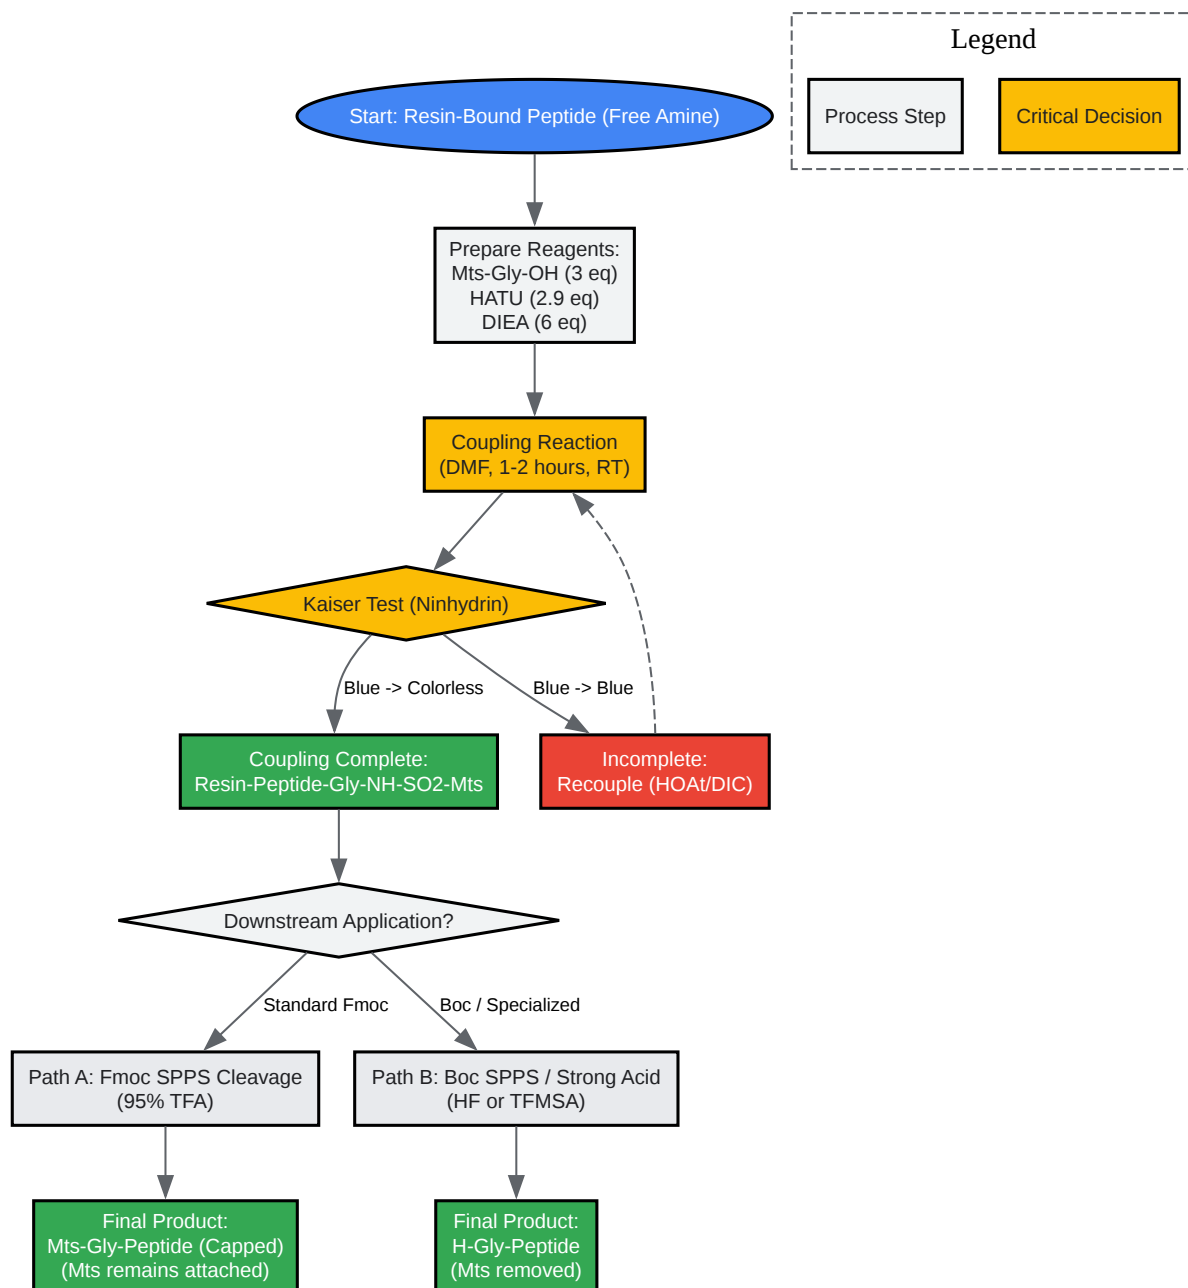 Legend
Process Step
Critical Decision
Start: Resin-Bound Peptide (Free Amine)
Prepare Reagents:
Mts-Gly-OH (3 eq)
HATU (2.9 eq)
DIEA (6 eq)
Coupling Reaction
(DMF, 1-2 hours, RT)
Kaiser Test (Ninhydrin)
Blue -> Colorless
Blue -> Blue
Coupling Complete:
Resin-Peptide-Gly-NH-SO2-Mts
Incomplete:
Recouple (HOAt/DIC)
Downstream Application?
Standard Fmoc
Boc / Specialized
Path A: Fmoc SPPS Cleavage
(95% TFA)
Path B: Boc SPPS / Strong Acid
(HF or TFMSA)
Final Product:
Mts-Gly-Peptide (Capped)
(Mts remains attached)
Final Product:
H-Gly-Peptide
(Mts removed)